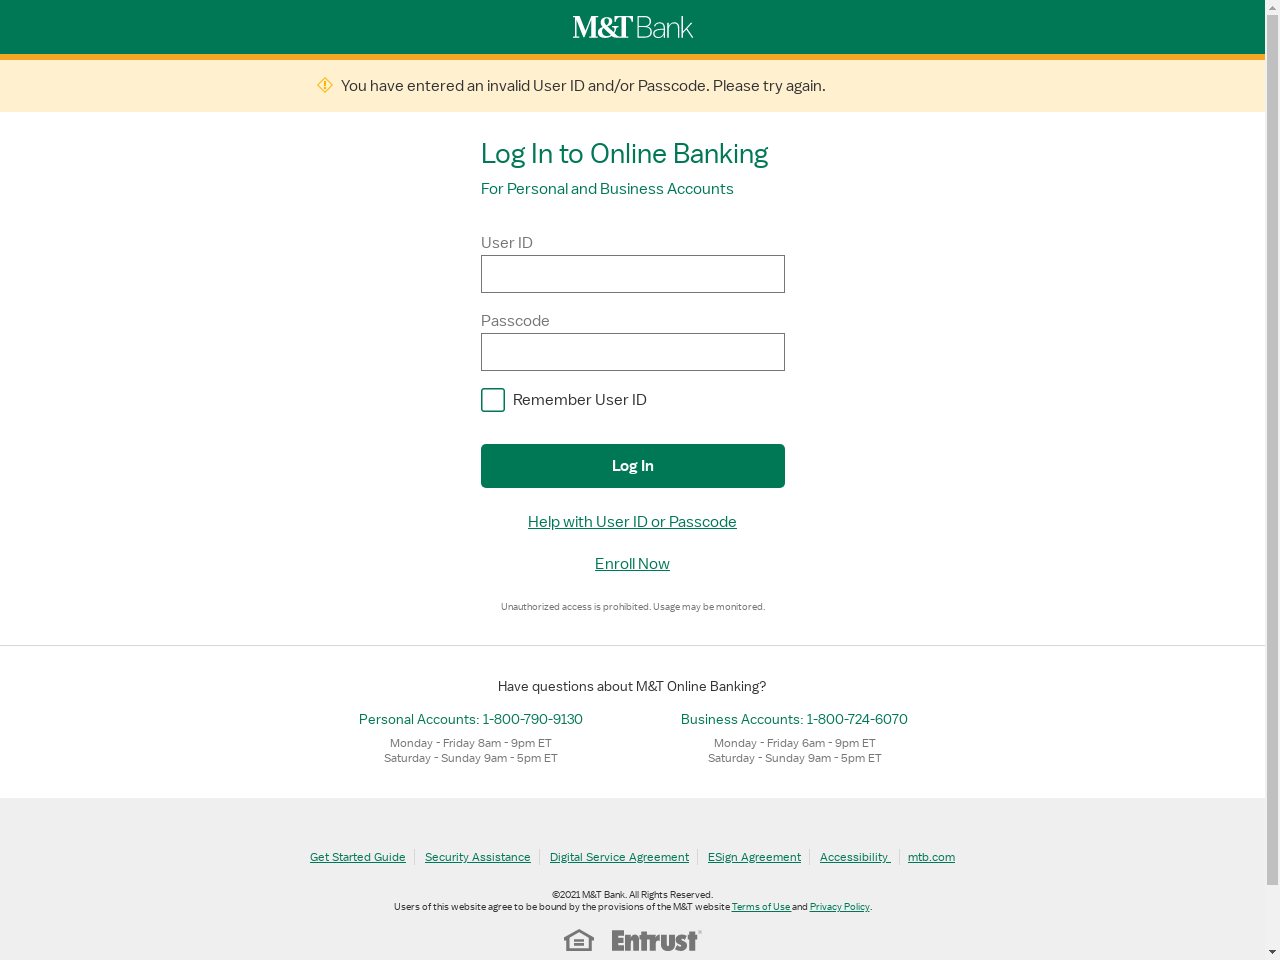 M&T Bank
You have entered an invalid User ID and/or Passcode. Please try again.
Log In to Online Banking
For Personal and Business Accounts
User ID
Passcode
Remember User ID
Log In
Help with User ID or Passcode
Enroll Now
Unauthorized access is prohibited. Usage may be monitored.
Have questions about M&T Online Banking?
Personal Accounts: 1-800-790-9130
Monday - Friday 8am - 9pm ET
Saturday - Sunday 9am - 5pm ET
Business Accounts: 1-800-724-6070
Monday - Friday 6am - 9pm ET
Saturday - Sunday 9am - 5pm ET
Get Started Guide Security Assistance Digital Service Agreement ESign Agreement Accessibility mtb.com
©2021 M&T Bank. All Rights Reserved.
Users of this website agree to be bound by the provisions of the M&T website Terms of Use and Privacy Policy.
Entrust